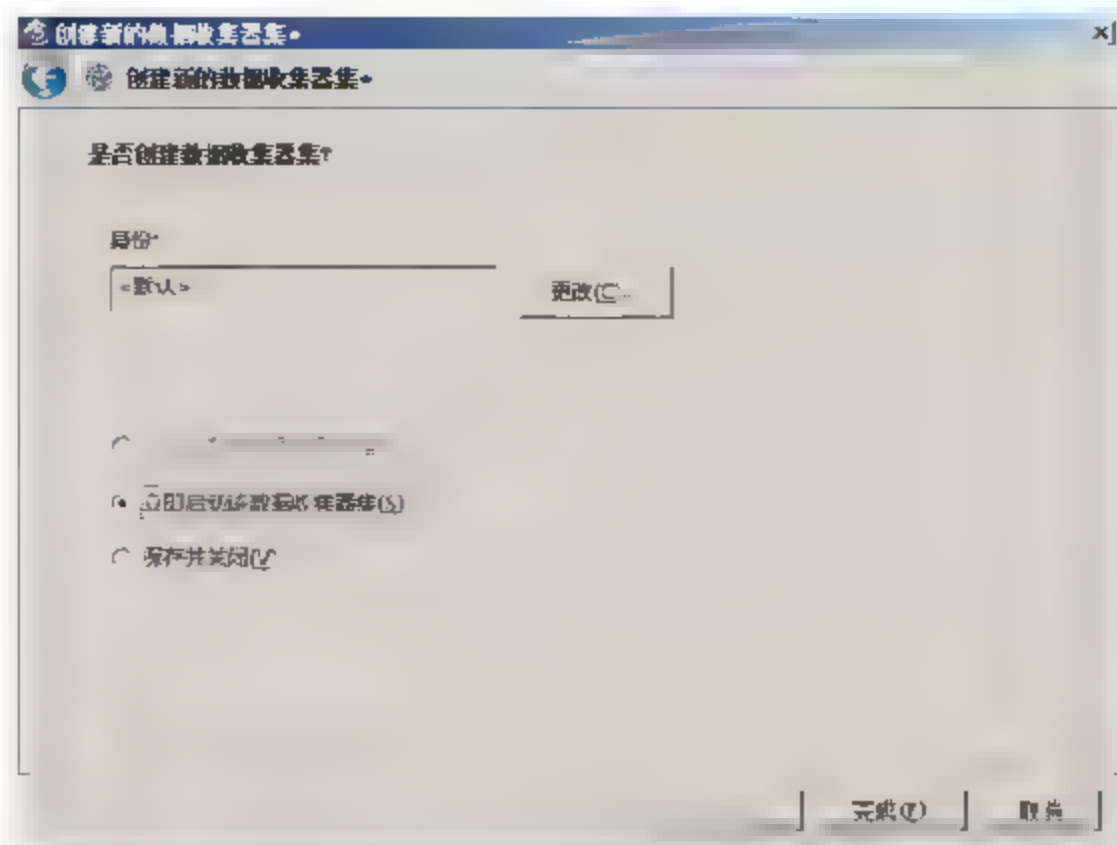 创建新的数据收集器集。
创建新的数据收集器集。
是否创建数据收集器集?
身份:
<默认>
更改(C)...
立即启动该数据收集器集(S)
保存并关闭(V)
完成(F)
取消